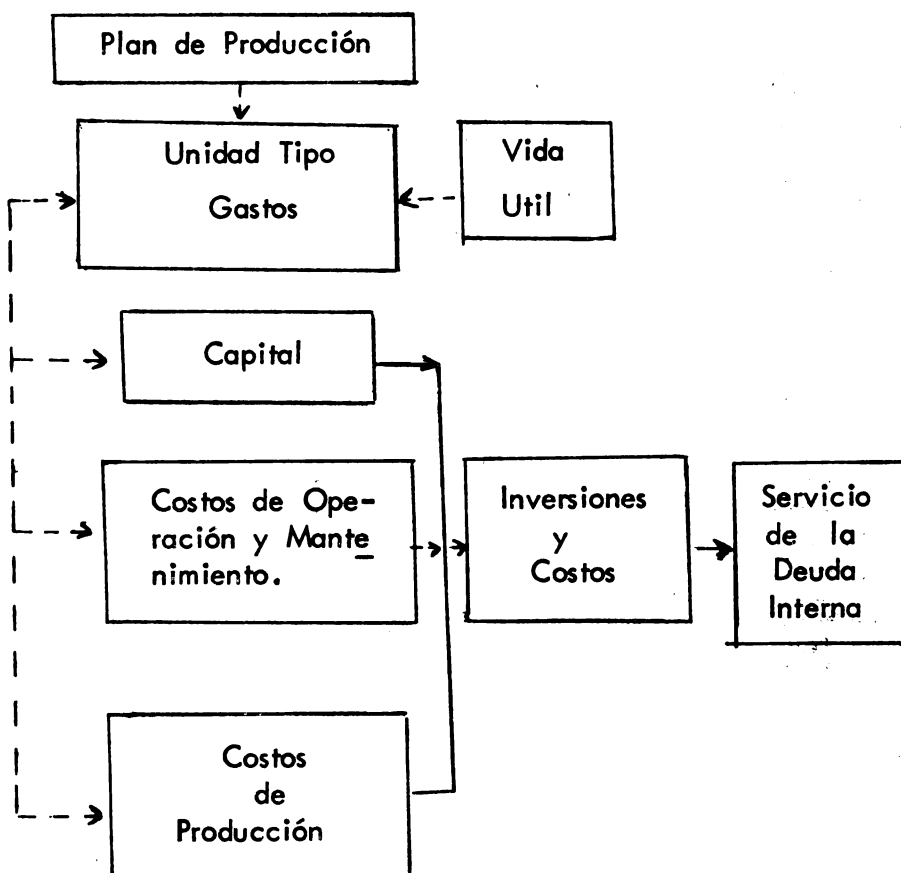 Plan de Producción
Unidad Tipo
Gastos
Vida
Util
Capital
Costos de Ope-
ración y Mante
nimiento.
Inversiones
y
Costos
Servicio
de la
Deuda
Interna
Costos
de
Producción